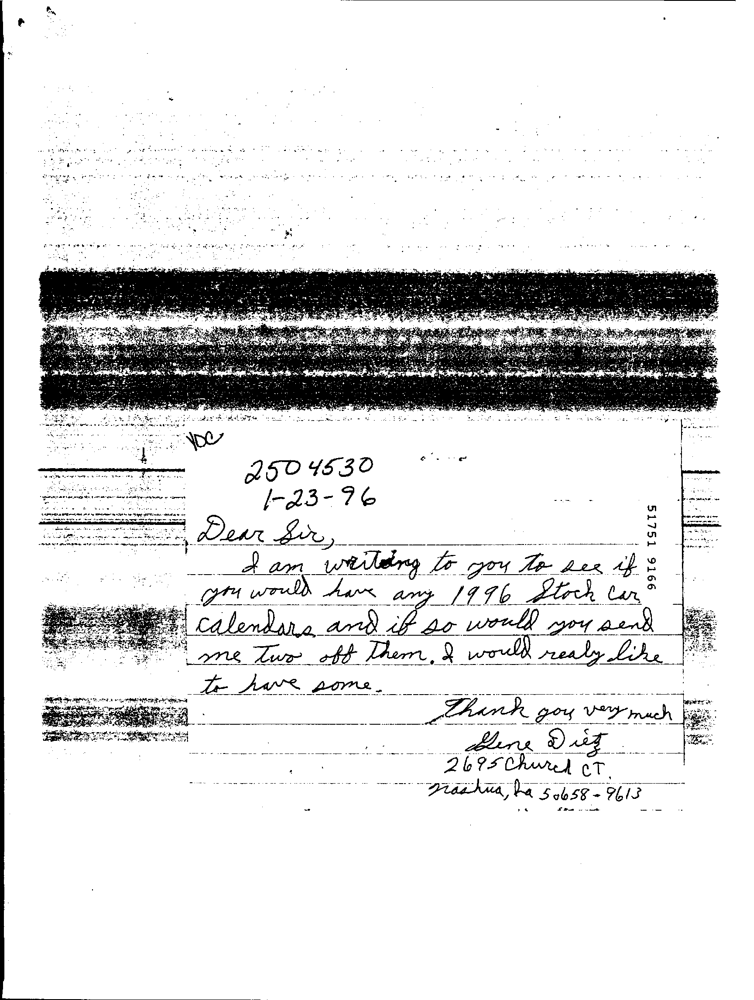 VDC
2504530
1-23-96
Dear Sir,
I am writeing to you to see if
you would have any 1996 Stock car
calendars and if so would you send
me two off them. I would realy like
to have some.
Thank you very much
Gene Dietz
2695 Church CT.
Nashua, Ia 50658-9613
51751 9166